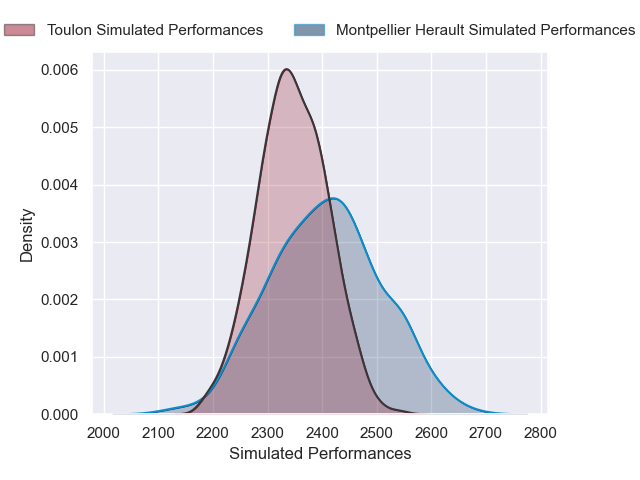 Toulon Simulated Performances
Montpellier Herault Simulated Performances
0.006
0.005
0.004
0.003
0.002
0.001
0.000
Density
2000 2100 2200 2300 2400 2500 2600 2700 2800
Simulated Performances